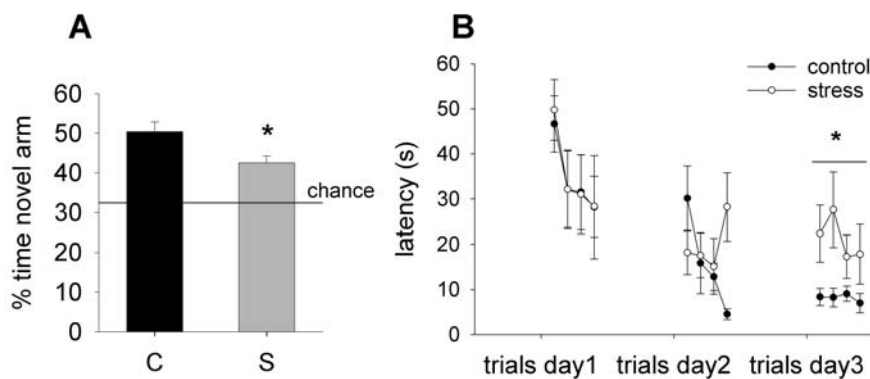 A
% time novel arm
60
50
40
30
20
10
0
*
chance
C
S
B
latency (s)
60
50
40
30
20
10
0
control
stress
*
trials day1
trials day2
trials day3